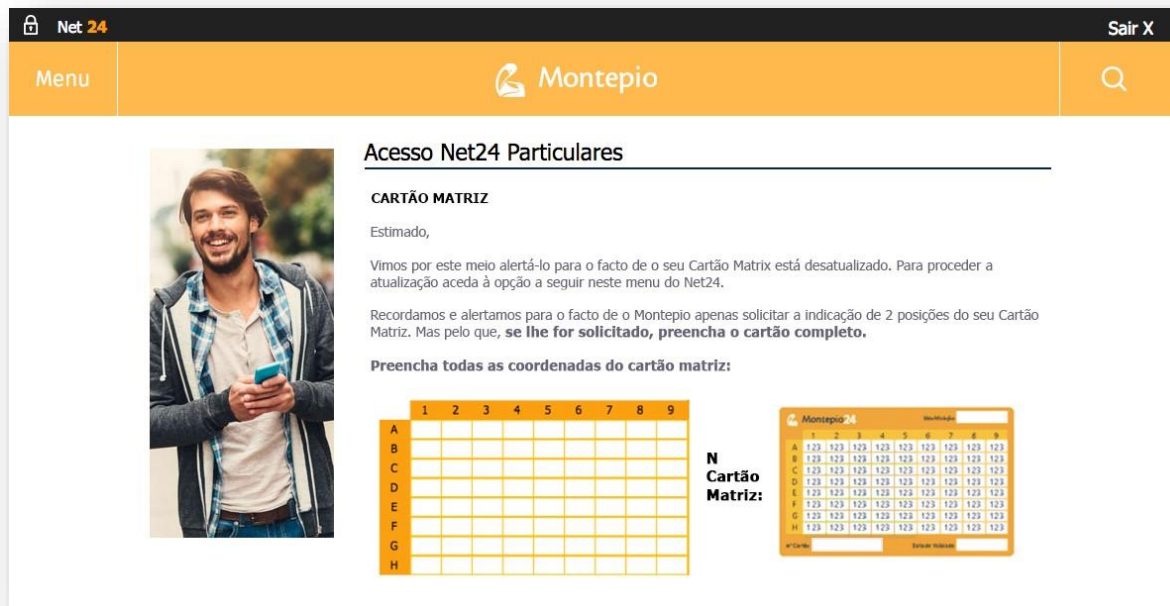 Net 24
Sair X
Menu
Montepio
Acesso Net24 Particulares
CARTÃO MATRIZ
Estimado,
Vimos por este meio alertá-lo para o facto de o seu Cartão Matrix está desatualizado. Para proceder a
atualização aceda à opção a seguir neste menu do Net24.
Recordamos e alertamos para o facto de o Montepio apenas solicitar a indicação de 2 posições do seu Cartão
Matriz. Mas pelo que, se lhe for solicitado, preencha o cartão completo.
Preencha todas as coordenadas do cartão matriz:
1 2 3 4 5 6 7 8 9
A
B
C
D
E
F
G
H
N
Cartão
Matriz:
Montepio24
1 2 3 4 5 6 7 8 9
A 123 123 123 123 123 123 123 123 123
B 123 123 123 123 123 123 123 123 123
C 123 123 123 123 123 123 123 123 123
D 123 123 123 123 123 123 123 123 123
E 123 123 123 123 123 123 123 123 123
F 123 123 123 123 123 123 123 123 123
G 123 123 123 123 123 123 123 123 123
H 123 123 123 123 123 123 123 123 123
nº Cartão